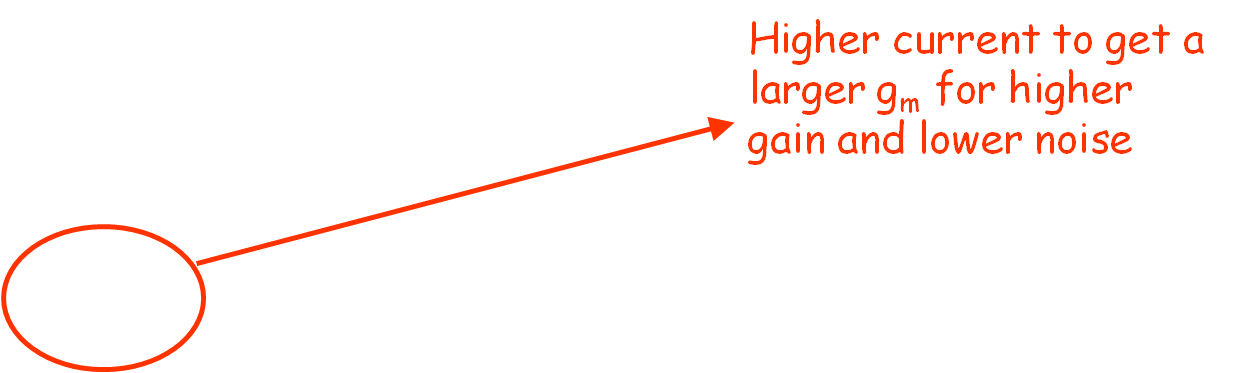 Higher current to get a
larger gm for higher
gain and lower noise